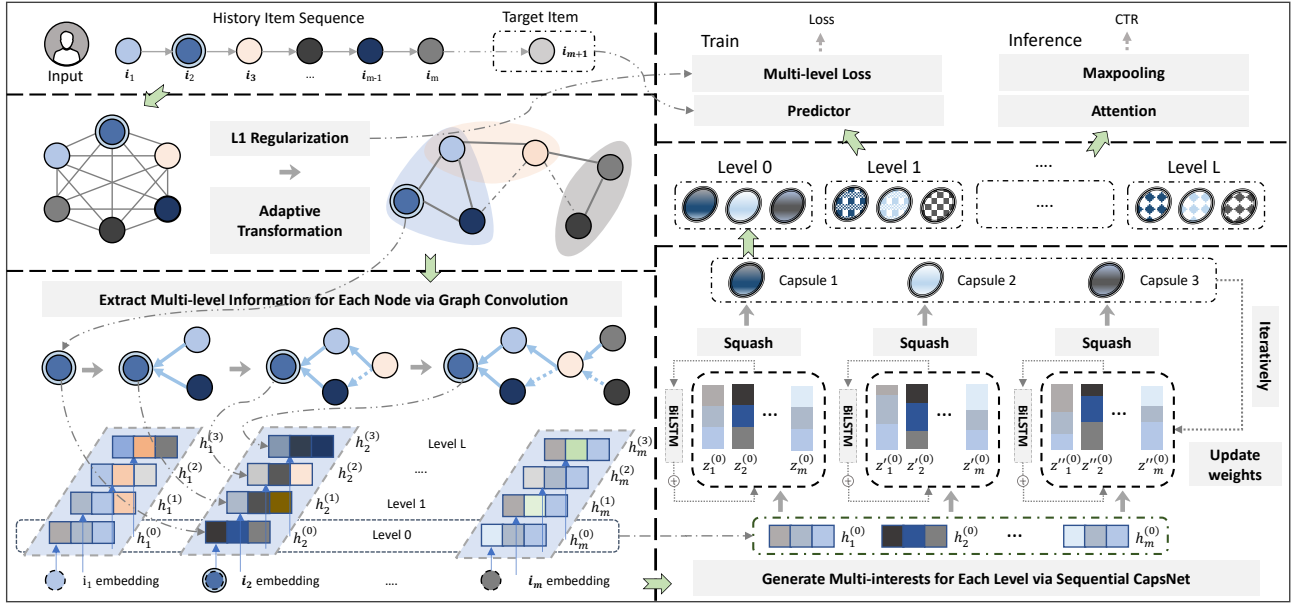 History Item Sequence
Target Item
Input
i1
i2
i3
...
im-1
im
im+1
L1 Regularization
Adaptive
Transformation
Extract Multi-level Information for Each Node via Graph Convolution
h1(3)
h1(2)
h1(1)
h1(0)
h2(3)
h2(2)
h2(1)
h2(0)
Level L
....
Level 1
Level 0
hm(3)
hm(2)
hm(1)
hm(0)
i1 embedding
i2 embedding
....
im embedding
Loss
CTR
Train
Inference
Multi-level Loss
Maxpooling
Predictor
Attention
Level 0
Level 1
....
Level L
....
Capsule 1
Capsule 2
Capsule 3
Squash
Squash
Squash
Iteratively
BiLSTM
...
z1(0) z2(0) zm(0)
BiLSTM
...
z'1(0) z'2(0) z'm(0)
BiLSTM
...
z''1(0) z''2(0) z''m(0)
Update
weights
h1(0)
h2(0)
...
hm(0)
Generate Multi-interests for Each Level via Sequential CapsNet